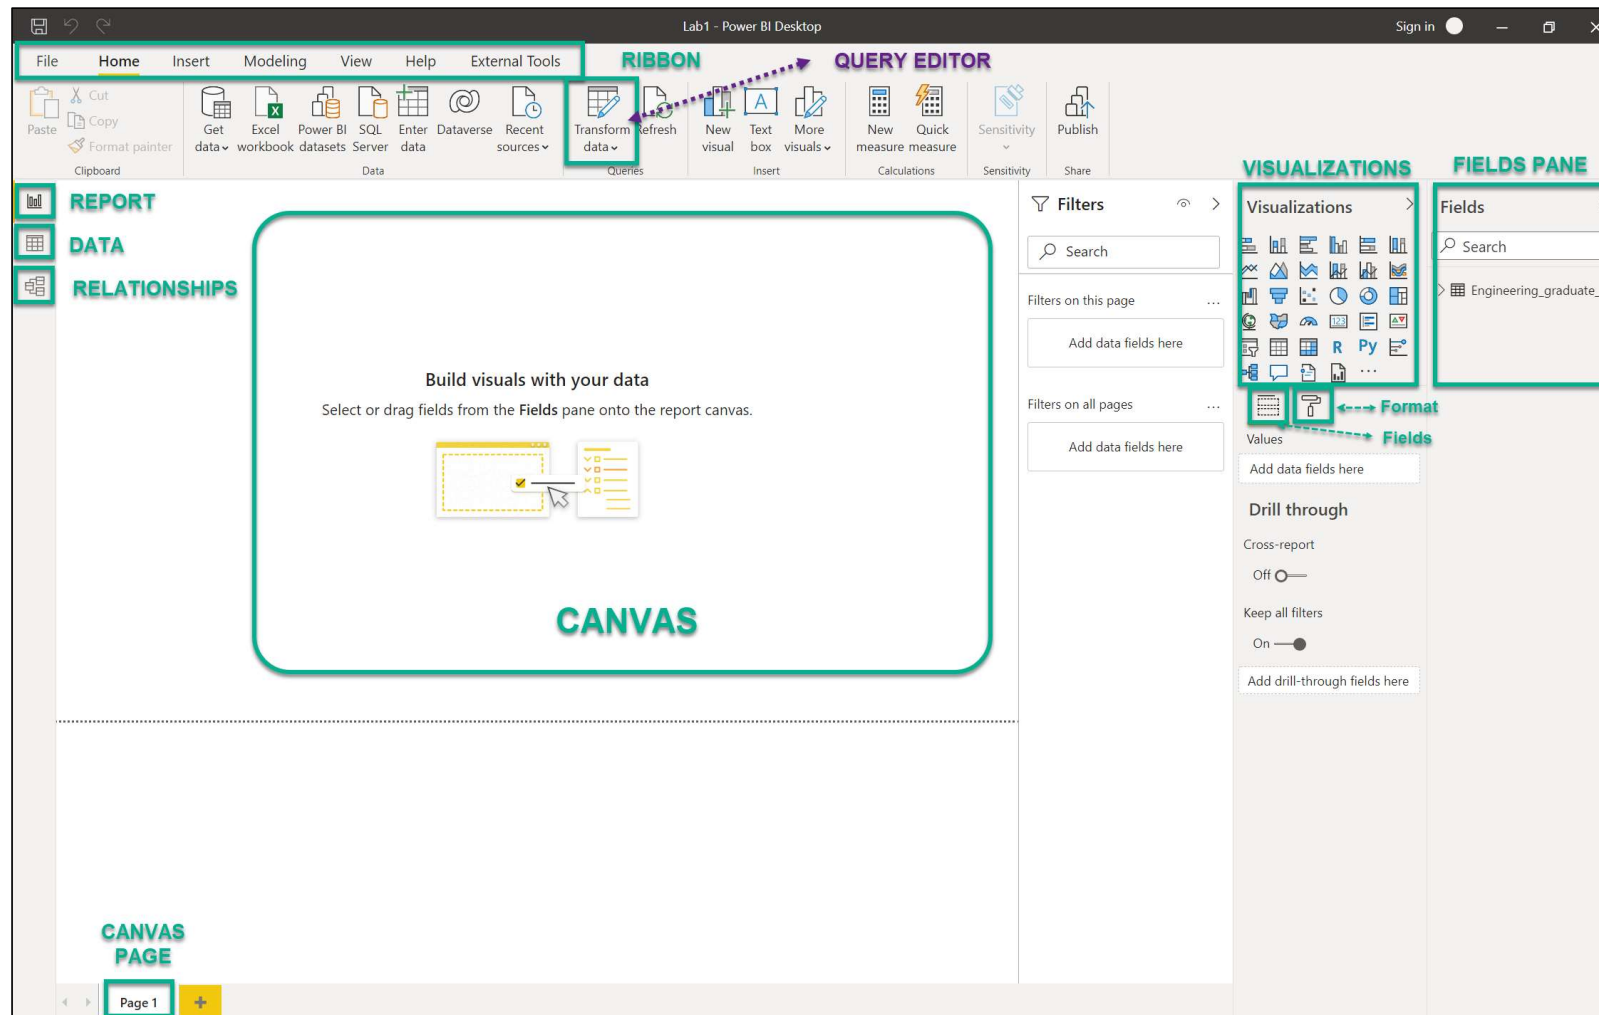 Lab1 - Power BI Desktop
Sign in
File Home Insert Modeling View Help External Tools
RIBBON
QUERY EDITOR
Paste
Cut
Copy
Format painter
Clipboard
Get data
Excel workbook
Power BI datasets
SQL Server
Enter data
Dataverse
Recent sources
Data
Transform data
Refresh
Queries
New visual
Text box
More visuals
Insert
New measure
Quick measure
Calculations
Sensitivity
Sensitivity
Publish
Share
VISUALIZATIONS
FIELDS PANE
REPORT
DATA
RELATIONSHIPS
Build visuals with your data
Select or drag fields from the Fields pane onto the report canvas.
CANVAS
Filters
Search
Filters on this page ...
Add data fields here
Filters on all pages ...
Add data fields here
Visualizations
123
R Py
...
Format
Fields
Values
Add data fields here
Drill through
Cross-report
Off
Keep all filters
On
Add drill-through fields here
Fields
Search
Engineering_graduate_
CANVAS
PAGE
Page 1